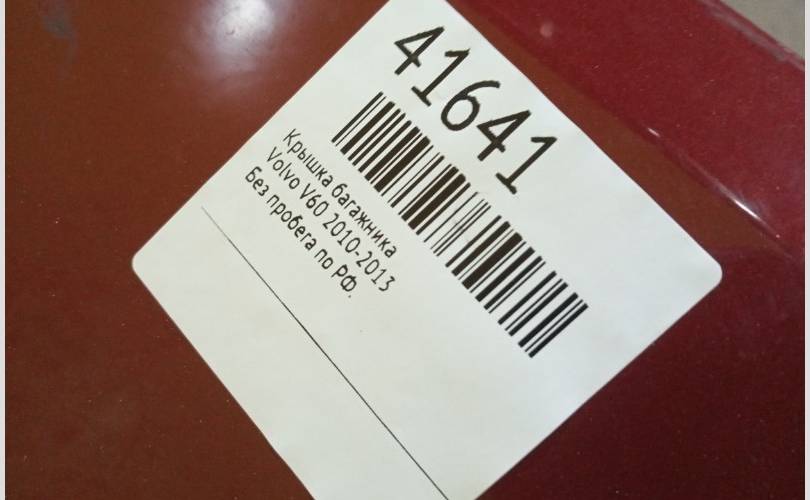 41641
Крышка багажника
Volvo V60 2010-2013
Без пробега по РФ.